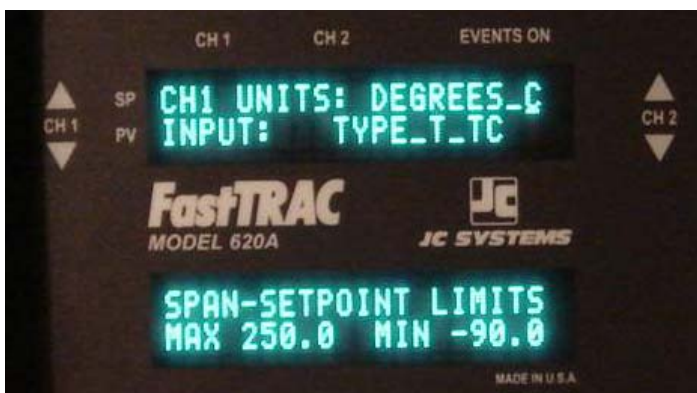 CH 1 CH 2 EVENTS ON
SP CH1 UNITS: DEGREES_C
CH 1 CH 2
PV INPUT: TYPE_T_TC
FastTRAC JC
MODEL 620A JC SYSTEMS
SPAN-SETPOINT LIMITS
MAX 250.0 MIN -90.0
MADE IN U.S.A.